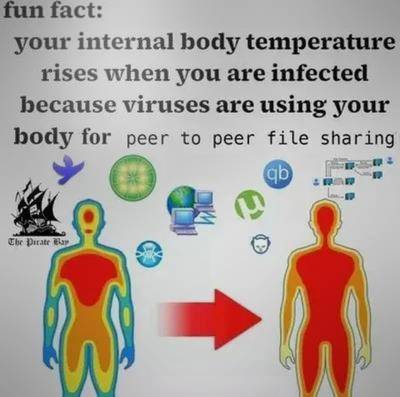 fun fact:
your internal body temperature
rises when you are infected
because viruses are using your
body for peer to peer file sharing
qb
µ
The Pirate Bay